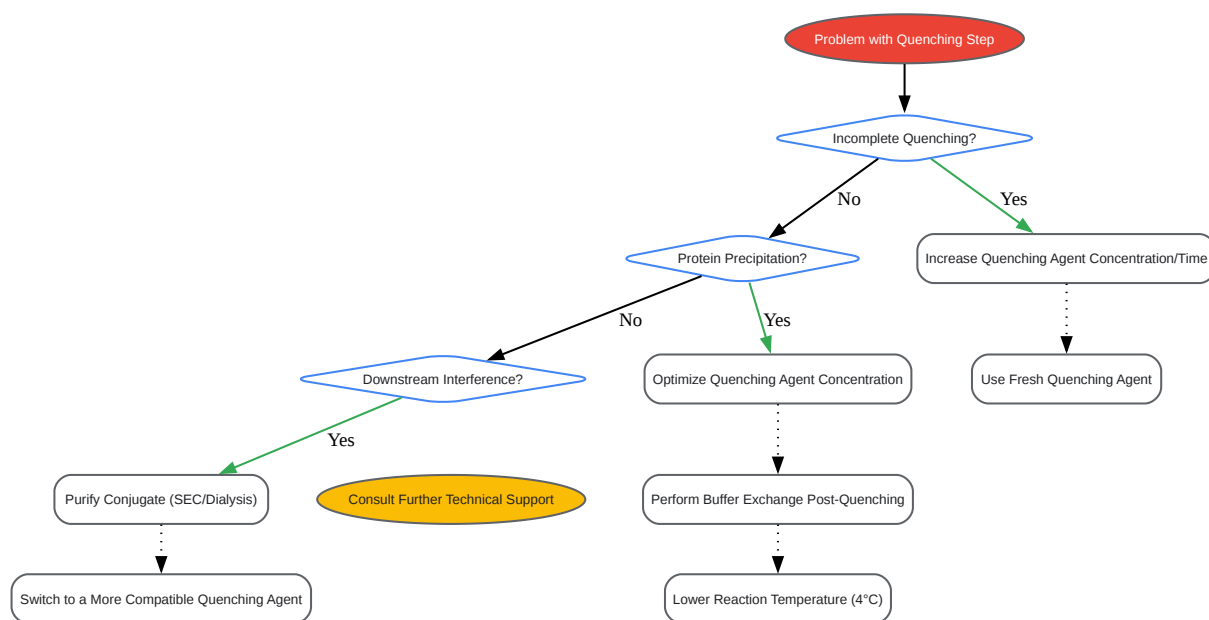 Problem with Quenching Step
Incomplete Quenching?
No
Yes
Protein Precipitation?
Increase Quenching Agent Concentration/Time
No
Yes
Downstream Interference?
Optimize Quenching Agent Concentration
Use Fresh Quenching Agent
Yes
Purify Conjugate (SEC/Dialysis)
Consult Further Technical Support
Perform Buffer Exchange Post-Quenching
Switch to a More Compatible Quenching Agent
Lower Reaction Temperature (4°C)